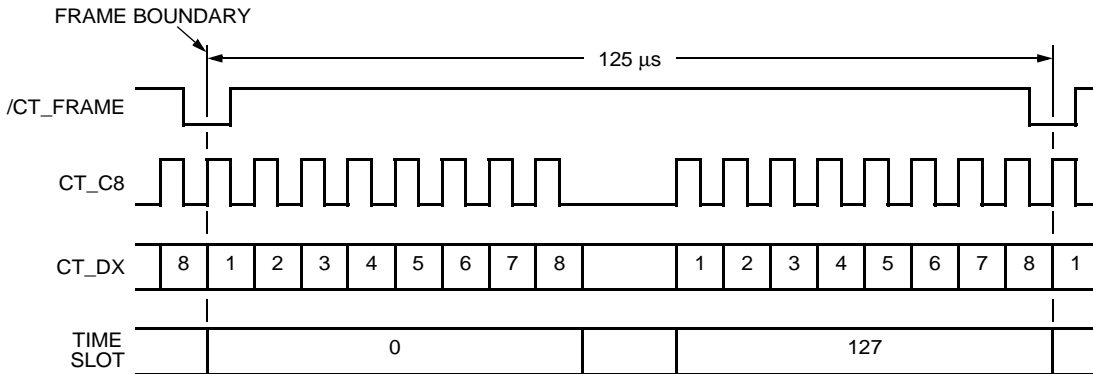 FRAME BOUNDARY
125 μs
/CT_FRAME
CT_C8
CT_DX 8 1 2 3 4 5 6 7 8 1 2 3 4 5 6 7 8 1
TIME
SLOT
0 127